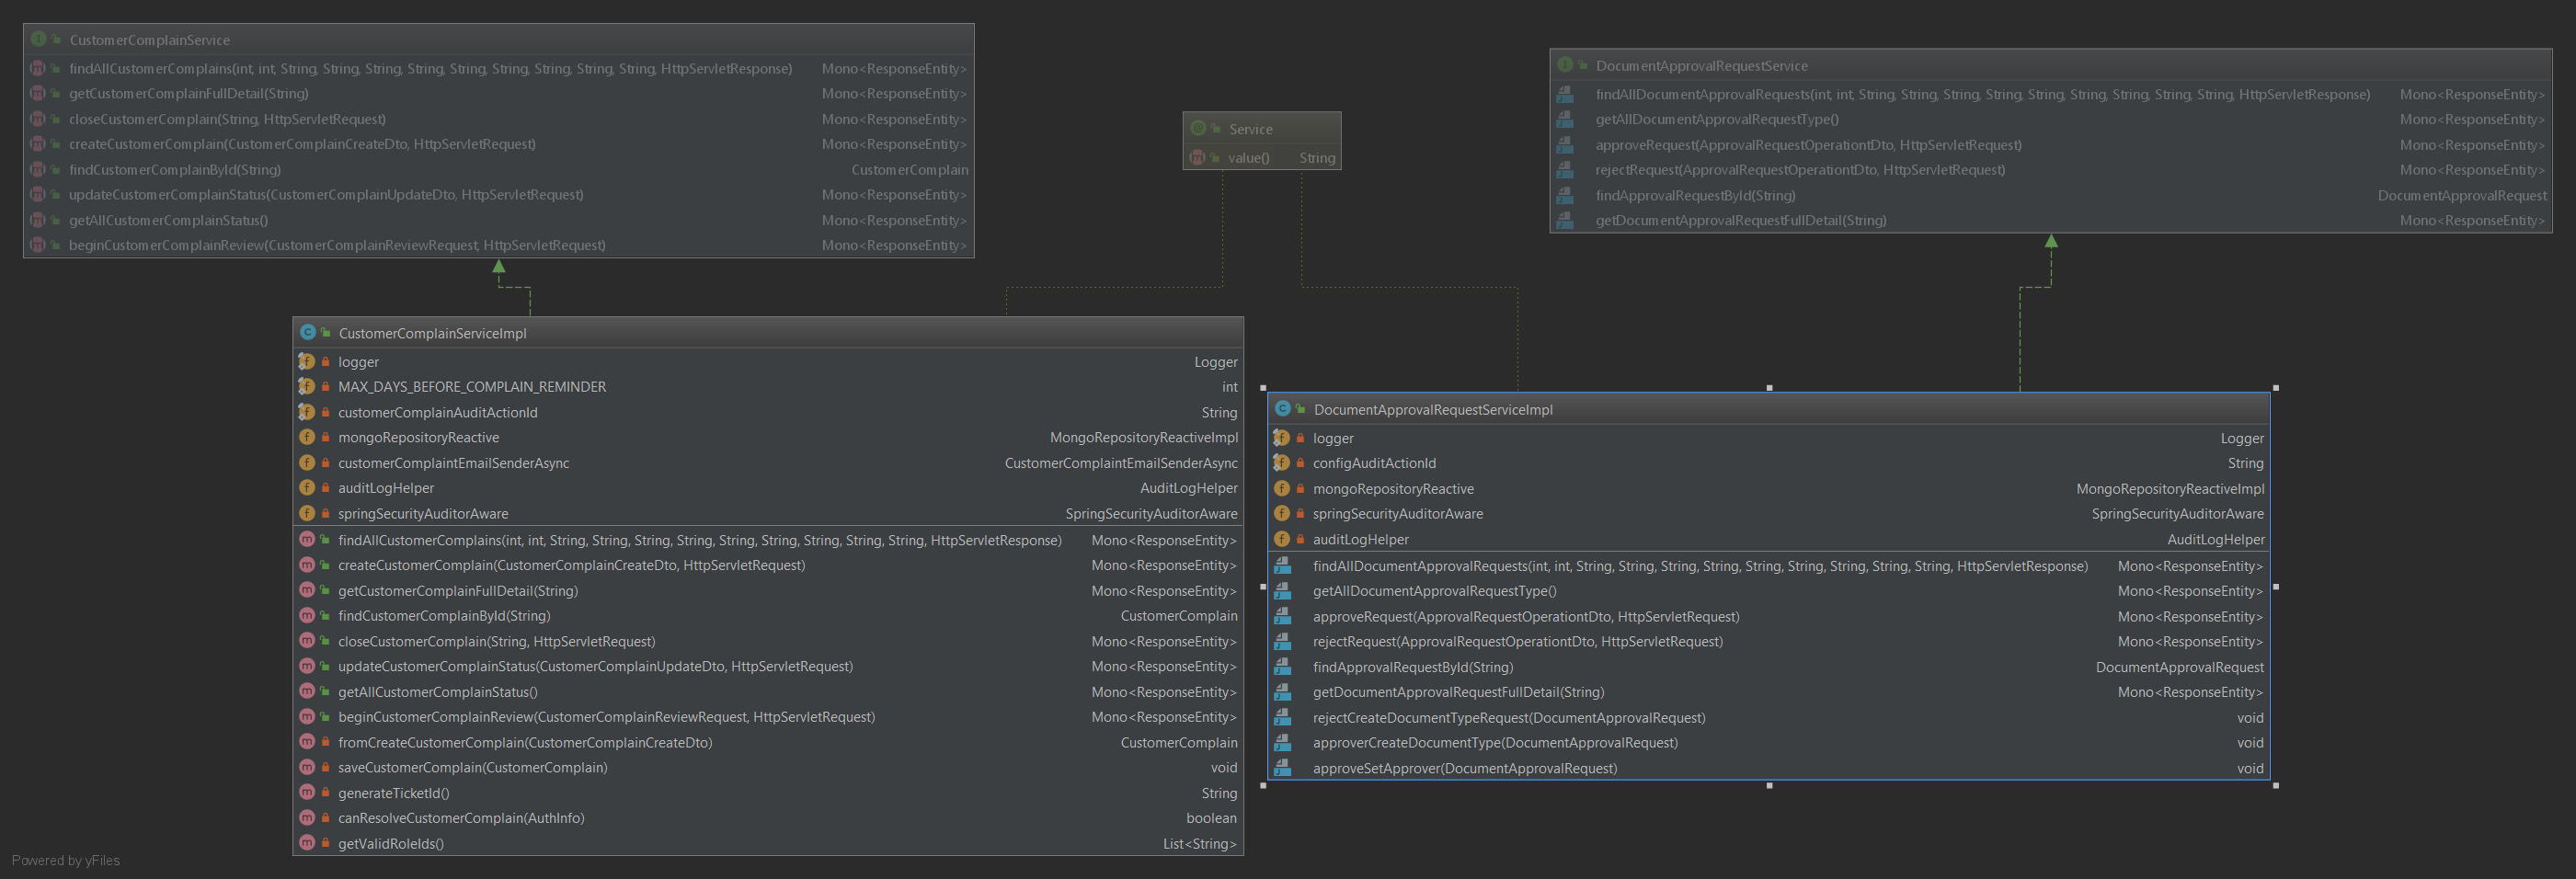 CustomerComplainService
findAllCustomerComplains(int, int, String, String, String, String, String, String, String, String, String, HttpServletResponse) Mono<ResponseEntity>
getCustomerComplainFullDetail(String) Mono<ResponseEntity>
closeCustomerComplain(String, HttpServletRequest) Mono<ResponseEntity>
createCustomerComplain(CustomerComplainCreateDto, HttpServletRequest) Mono<ResponseEntity>
findCustomerComplainById(String) CustomerComplain
updateCustomerComplainStatus(CustomerComplainUpdateDto, HttpServletRequest) Mono<ResponseEntity>
getAllCustomerComplainStatus() Mono<ResponseEntity>
beginCustomerComplainReview(CustomerComplainReviewRequest, HttpServletRequest) Mono<ResponseEntity>
Service
value() String
DocumentApprovalRequestService
findAllDocumentApprovalRequests(int, int, String, String, String, String, String, String, String, String, String, HttpServletResponse) Mono<ResponseEntity>
getAllDocumentApprovalRequestType() Mono<ResponseEntity>
approveRequest(ApprovalRequestOperationtDto, HttpServletRequest) Mono<ResponseEntity>
rejectRequest(ApprovalRequestOperationtDto, HttpServletRequest) Mono<ResponseEntity>
findApprovalRequestById(String) DocumentApprovalRequest
getDocumentApprovalRequestFullDetail(String) Mono<ResponseEntity>
CustomerComplainServiceImpl
logger Logger
MAX_DAYS_BEFORE_COMPLAIN_REMINDER int
customerComplainAuditActionId String
mongoRepositoryReactive MongoRepositoryReactiveImpl
customerComplaintEmailSenderAsync CustomerComplaintEmailSenderAsync
auditLogHelper AuditLogHelper
springSecurityAuditorAware SpringSecurityAuditorAware
findAllCustomerComplains(int, int, String, String, String, String, String, String, String, String, String, HttpServletResponse) Mono<ResponseEntity>
createCustomerComplain(CustomerComplainCreateDto, HttpServletRequest) Mono<ResponseEntity>
getCustomerComplainFullDetail(String) Mono<ResponseEntity>
findCustomerComplainById(String) CustomerComplain
closeCustomerComplain(String, HttpServletRequest) Mono<ResponseEntity>
updateCustomerComplainStatus(CustomerComplainUpdateDto, HttpServletRequest) Mono<ResponseEntity>
getAllCustomerComplainStatus() Mono<ResponseEntity>
beginCustomerComplainReview(CustomerComplainReviewRequest, HttpServletRequest) Mono<ResponseEntity>
fromCreateCustomerComplain(CustomerComplainCreateDto) CustomerComplain
saveCustomerComplain(CustomerComplain) void
generateTicketId() String
canResolveCustomerComplain(AuthInfo) boolean
getValidRoleIds() List<String>
DocumentApprovalRequestServiceImpl
logger Logger
configAuditActionId String
mongoRepositoryReactive MongoRepositoryReactiveImpl
springSecurityAuditorAware SpringSecurityAuditorAware
auditLogHelper AuditLogHelper
findAllDocumentApprovalRequests(int, int, String, String, String, String, String, String, String, String, String, HttpServletResponse) Mono<ResponseEntity>
getAllDocumentApprovalRequestType() Mono<ResponseEntity>
approveRequest(ApprovalRequestOperationtDto, HttpServletRequest) Mono<ResponseEntity>
rejectRequest(ApprovalRequestOperationtDto, HttpServletRequest) Mono<ResponseEntity>
findApprovalRequestById(String) DocumentApprovalRequest
getDocumentApprovalRequestFullDetail(String) Mono<ResponseEntity>
rejectCreateDocumentTypeRequest(DocumentApprovalRequest) void
approverCreateDocumentType(DocumentApprovalRequest) void
approveSetApprover(DocumentApprovalRequest) void
Powered by yFiles